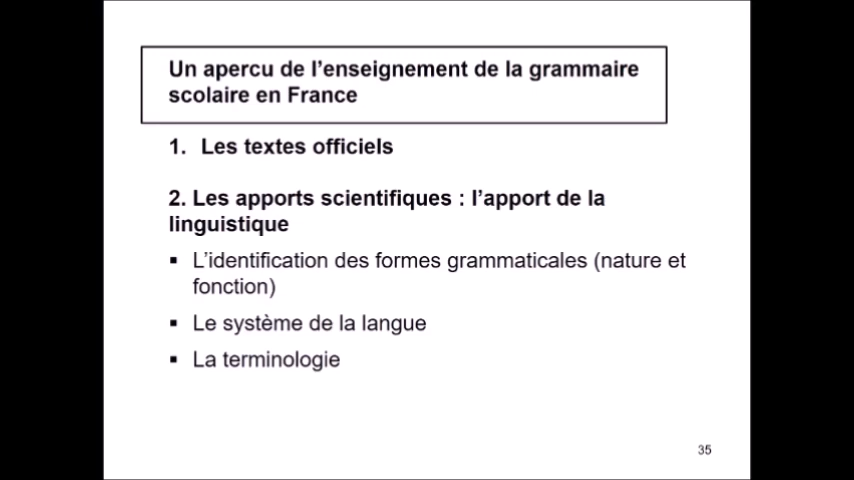 Un apercu de l’enseignement de la grammaire
scolaire en France
1. Les textes officiels
2. Les apports scientifiques : l’apport de la
linguistique
▪ L’identification des formes grammaticales (nature et
fonction)
▪ Le système de la langue
▪ La terminologie
35